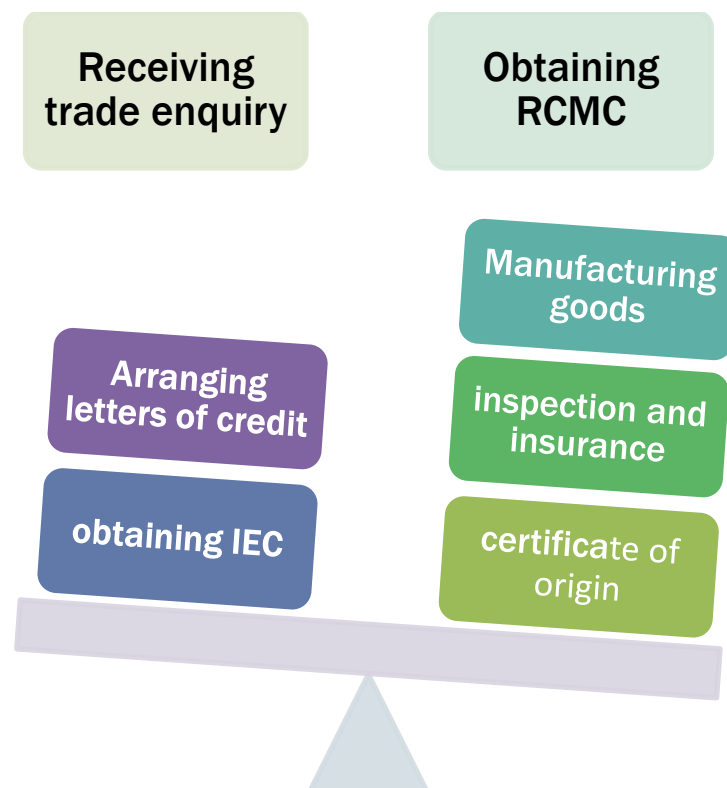 Receiving
trade enquiry
Obtaining
RCMC
Arranging
letters of credit
obtaining IEC
Manufacturing
goods
inspection and
insurance
certificate of
origin